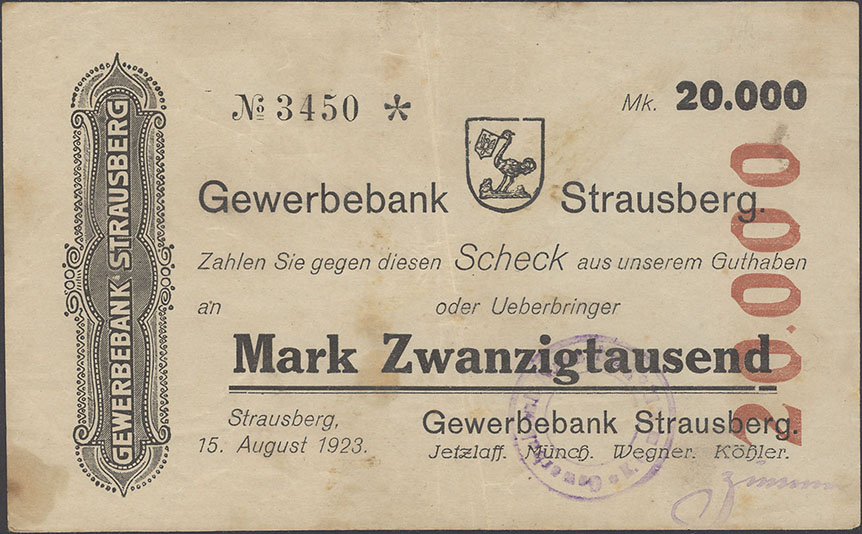 № 3450 *
Mk. 20.000
Gewerbebank Strausberg.
Zahlen Sie gegen diesen Scheck aus unserem Guthaben
an oder Ueberbringer
Mark Zwanzigtausend
Strausberg,
15. August 1923.
Gewerbebank Strausberg.
Jetzlaff. Münch. Wegner. Kößler.
GEWERBEBANK STRAUSBERG
20.000